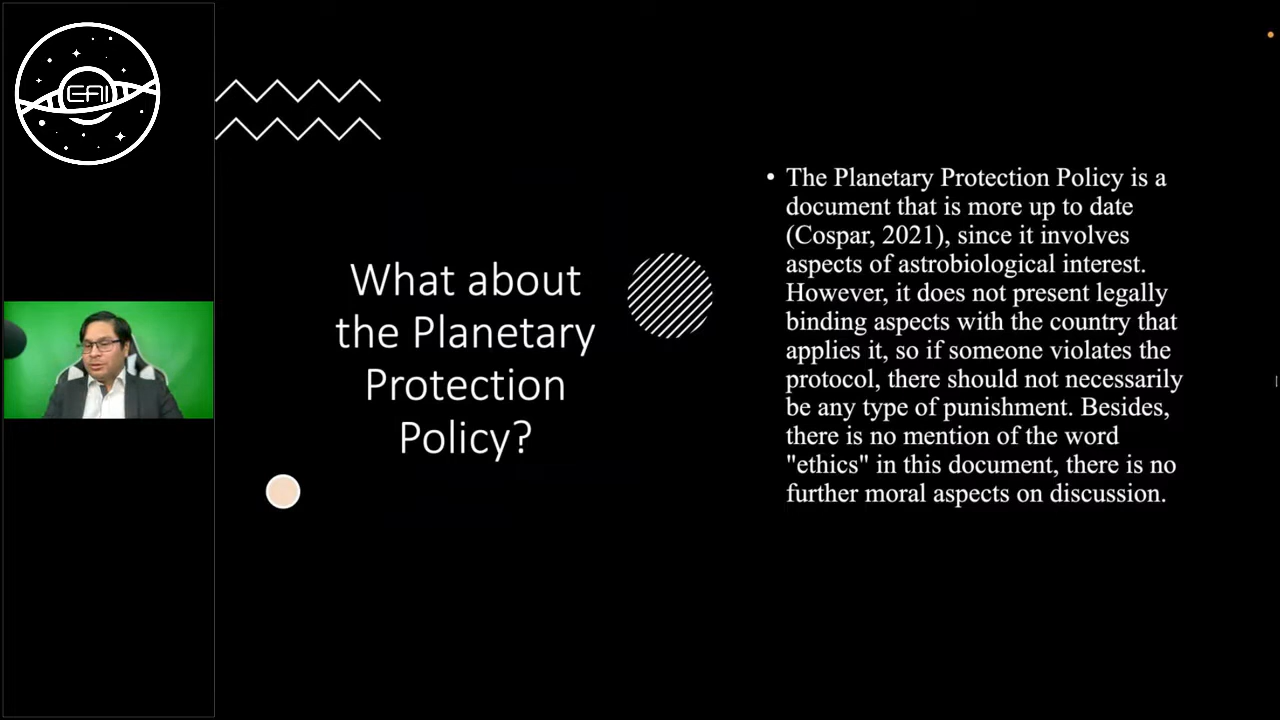 EAI
What about
the Planetary
Protection
Policy?
• The Planetary Protection Policy is a
document that is more up to date
(Cospar, 2021), since it involves
aspects of astrobiological interest.
However, it does not present legally
binding aspects with the country that
applies it, so if someone violates the
protocol, there should not necessarily
be any type of punishment. Besides,
there is no mention of the word
"ethics" in this document, there is no
further moral aspects on discussion.